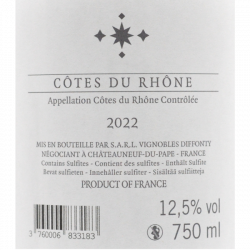 CÔTES DU RHÔNE
Appellation Côtes du Rhône Contrôlée
2022
MIS EN BOUTEILLE PAR S.A.R.L. VIGNOBLES DIFFONTY
NÉGOCIANT À CHÂTEAUNEUF-DU-PAPE - FRANCE
Contains Sulfites - Contient des Sulfites - Enthält Sulfite
Bevat sulfieten - Innehåller sulfiter - Sisältää sulfiitteja
PRODUCT OF FRANCE
12,5% vol
750 ml
3 760006 833183